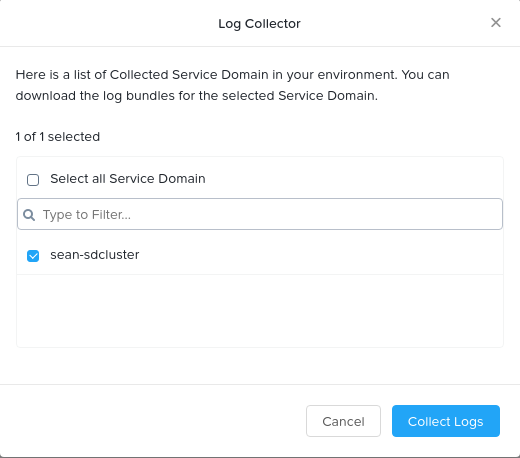 Log Collector
Here is a list of Collected Service Domain in your environment. You can
download the log bundles for the selected Service Domain.
1 of 1 selected
Select all Service Domain
Type to Filter...
sean-sdcluster
Cancel
Collect Logs